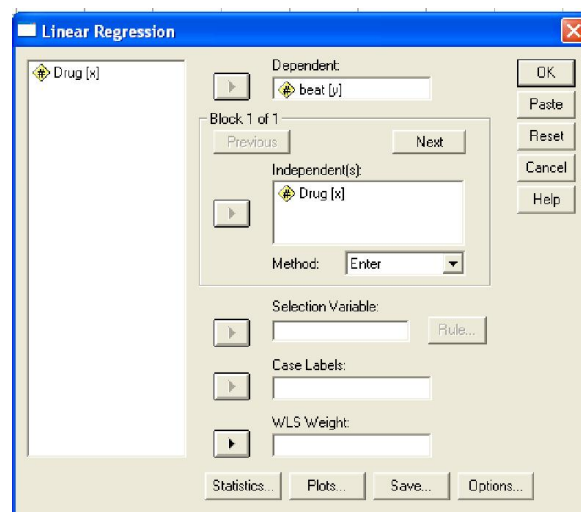 Linear Regression
Drug [x]
Dependent:
beat [y]
OK
Paste
Reset
Cancel
Help
Block 1 of 1
Previous
Next
Independent(s):
Drug [x]
Method:
Enter
Selection Variable:
Rule...
Case Labels:
WLS Weight:
Statistics...
Plots...
Save...
Options...